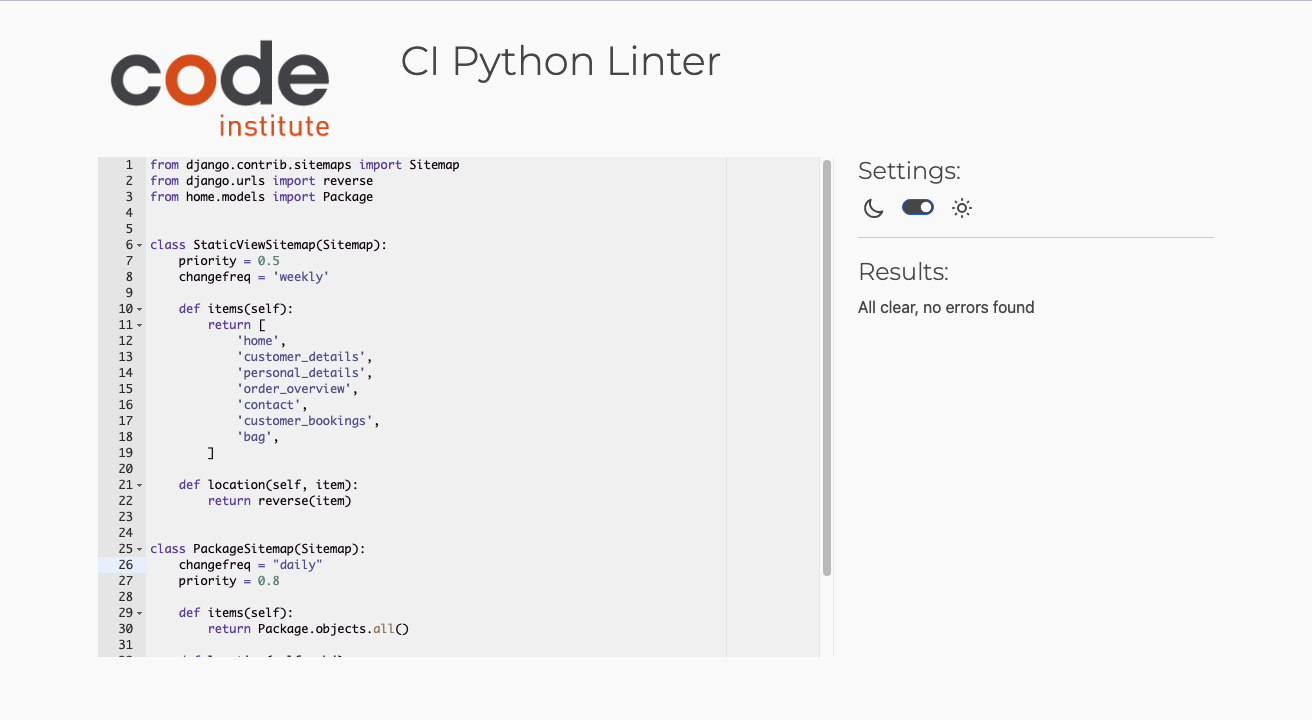 code
institute
CI Python Linter
1 from django.contrib.sitemaps import Sitemap
2 from django.urls import reverse
3 from home.models import Package
4
5
6 class StaticViewSitemap(Sitemap):
7     priority = 0.5
8     changefreq = 'weekly'
9
10     def items(self):
11         return [
12             'home',
13             'customer_details',
14             'personal_details',
15             'order_overview',
16             'contact',
17             'customer_bookings',
18             'bag',
19         ]
20
21     def location(self, item):
22         return reverse(item)
23
24
25 class PackageSitemap(Sitemap):
26     changefreq = "daily"
27     priority = 0.8
28
29     def items(self):
30         return Package.objects.all()
31
Settings:
Results:
All clear, no errors found